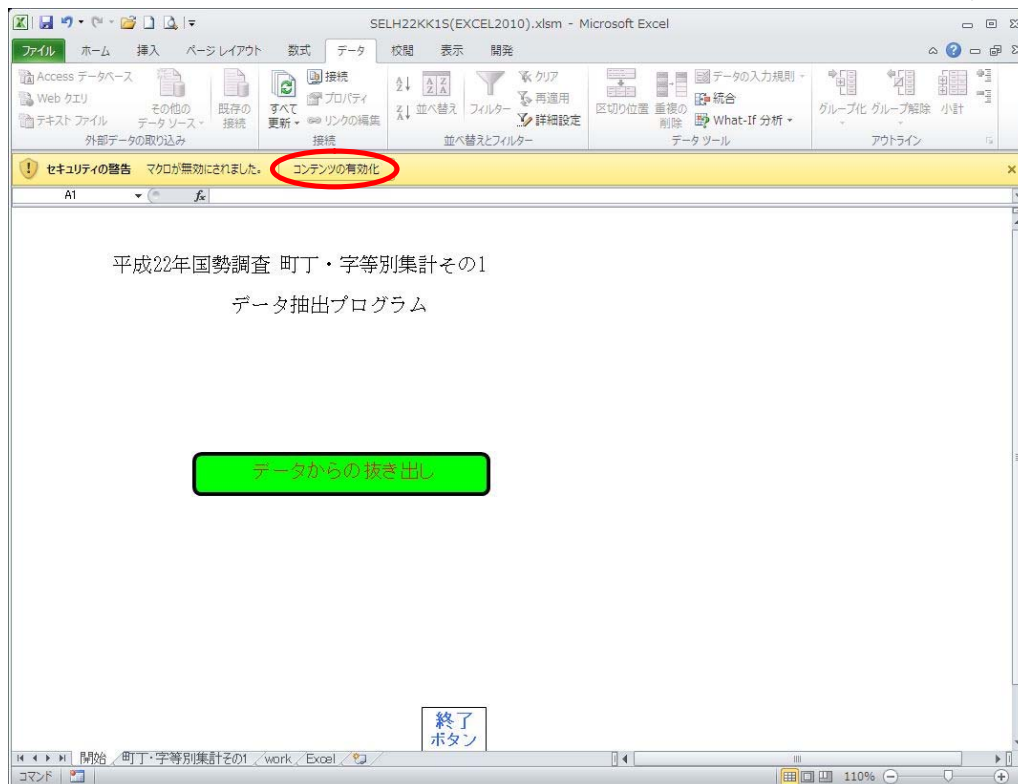 SELH22KK1S(EXCEL2010).xlsm - Microsoft Excel
ファイル ホーム 挿入 ページ レイアウト 数式 データ 校閲 表示 開発
Access データベース
Web クエリ
テキスト ファイル
その他の
データ ソース
既存の
接続
外部データの取り込み
すべて
更新
接続
プロパティ
リンクの編集
接続
並べ替え
フィルター
クリア
再適用
詳細設定
並べ替えとフィルター
区切り位置
重複の
削除
データの入力規則
統合
What-If 分析
データ ツール
グループ化 グループ解除 小計
アウトライン
セキュリティの警告 マクロが無効にされました。 コンテンツの有効化
A1 fx
平成22年国勢調査 町丁・字等別集計その1
データ抽出プログラム
データからの抜き出し
終了
ボタン
開始 町丁・字等別集計その1 work Excel
コマンド 110%